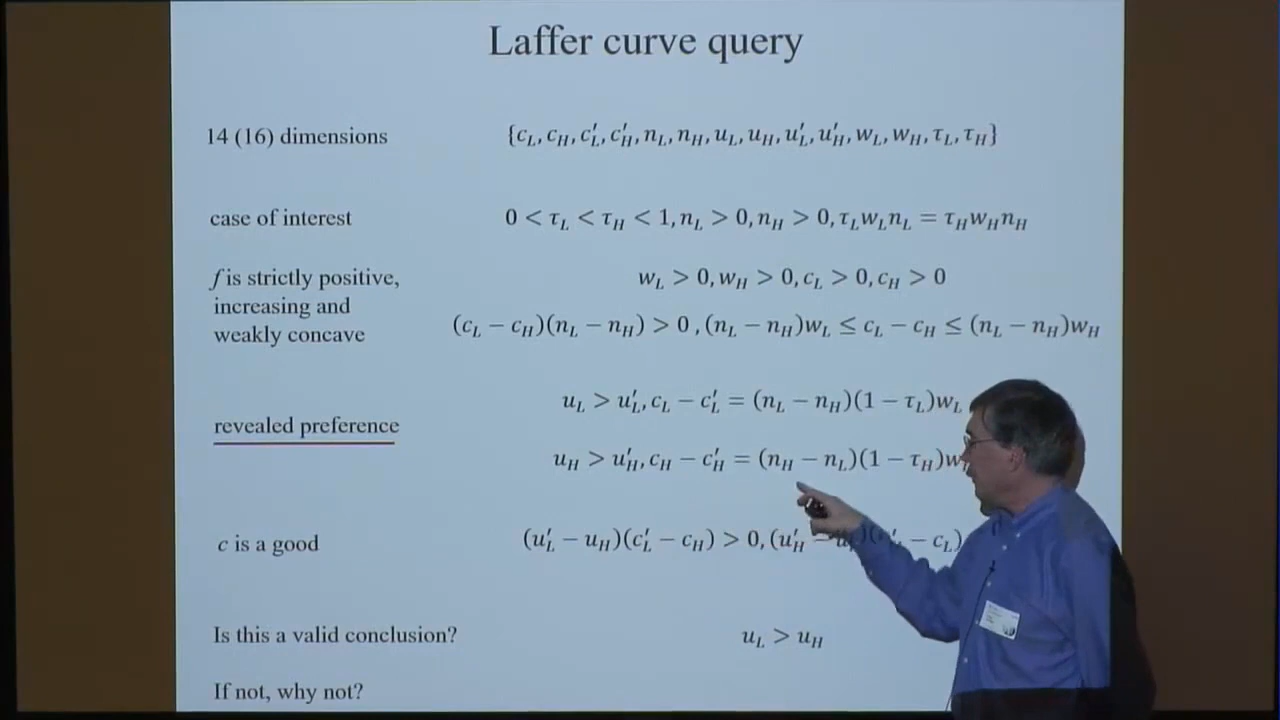 Laffer curve query
14 (16) dimensions {c_L, c_H, c′_L, c′_H, n_L, n_H, u_L, u_H, u′_L, u′_H, w_L, w_H, τ_L, τ_H}
case of interest 0 < τ_L < τ_H < 1, n_L > 0, n_H > 0, τ_L w_L n_L = τ_H w_H n_H
f is strictly positive, w_L > 0, w_H > 0, c_L > 0, c_H > 0
increasing and
weakly concave (c_L − c_H)(n_L − n_H) > 0 , (n_L − n_H)w_L ≤ c_L − c_H ≤ (n_L − n_H)w_H
u_L > u′_L, c_L − c′_L = (n_L − n_H)(1 − τ_L)w_L
revealed preference
u_H > u′_H, c_H − c′_H = (n_H − n_L)(1 − τ_H)w
c is a good (u′_L − u_H)(c′_L − c_H) > 0, (u′_H − − c_L)
Is this a valid conclusion? u_L > u_H
If not, why not?